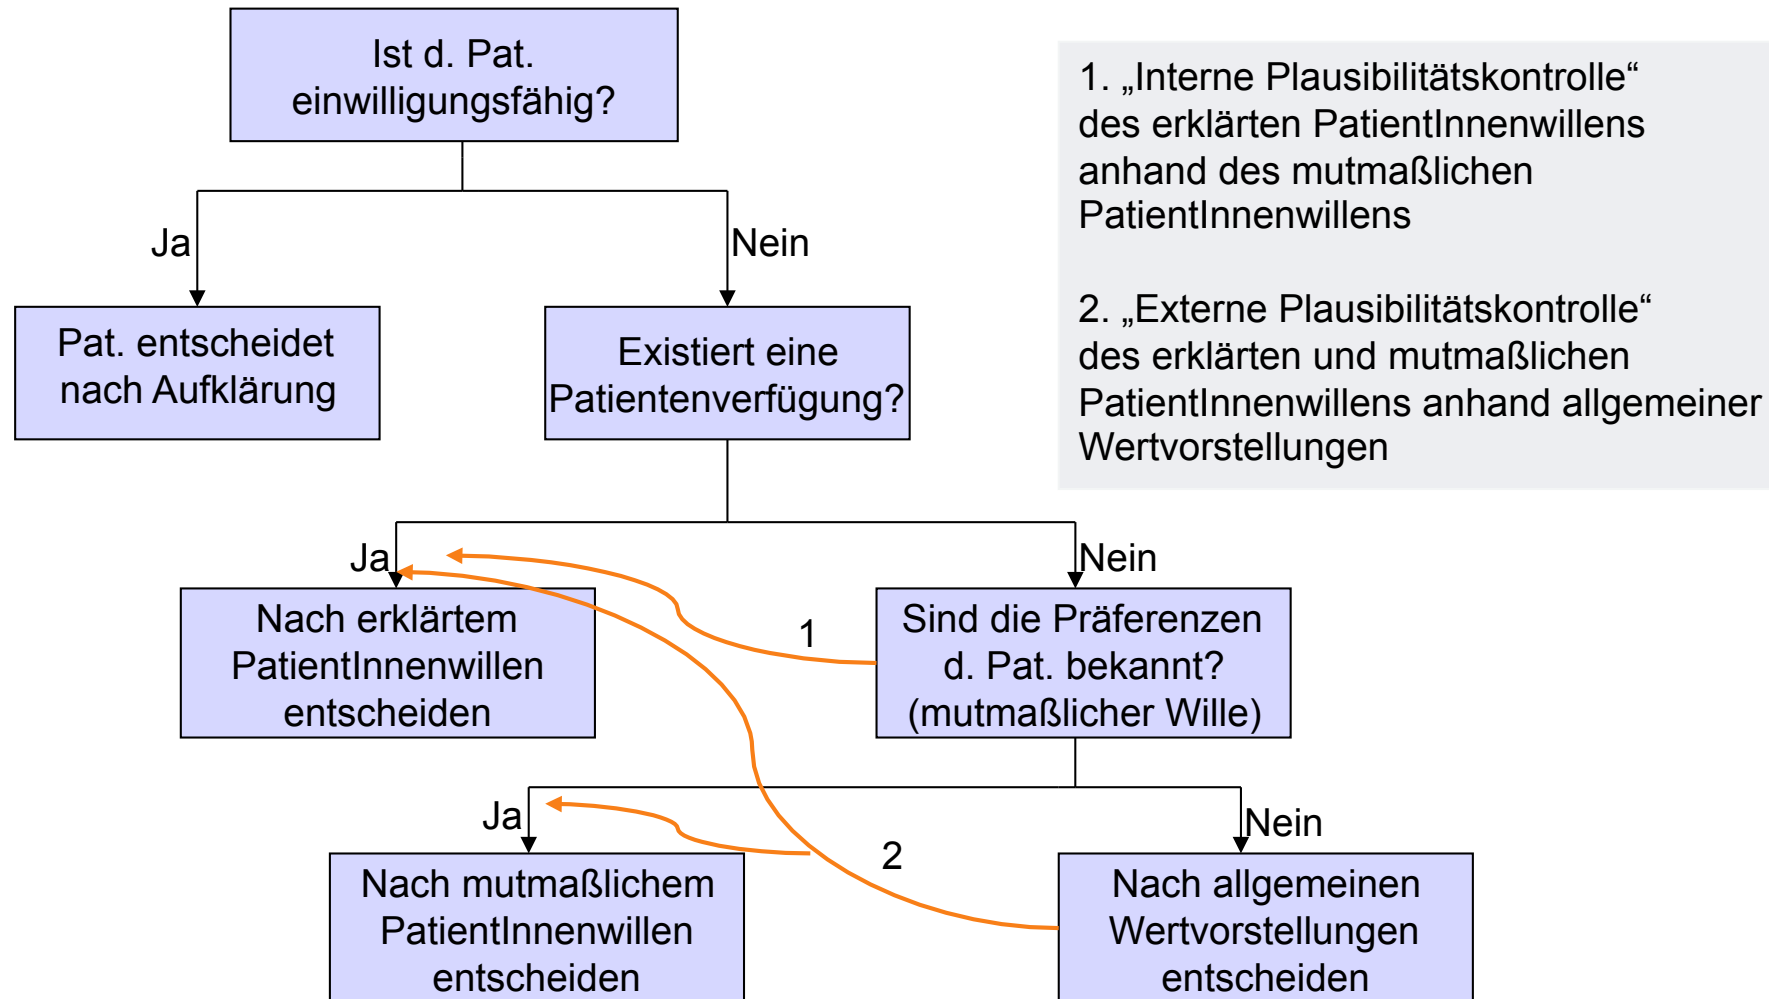 Ist d. Pat.
einwilligungsfähig?
1. „Interne Plausibilitätskontrolle“
des erklärten PatientInnenwillens
anhand des mutmaßlichen
PatientInnenwillens
2. „Externe Plausibilitätskontrolle“
des erklärten und mutmaßlichen
PatientInnenwillens anhand allgemeiner
Wertvorstellungen
Ja
Nein
Pat. entscheidet
nach Aufklärung
Existiert eine
Patientenverfügung?
Ja
Nein
Nach erklärtem
PatientInnenwillen
entscheiden
1
Sind die Präferenzen
d. Pat. bekannt?
(mutmaßlicher Wille)
Ja
Nein
2
Nach mutmaßlichem
PatientInnenwillen
entscheiden
Nach allgemeinen
Wertvorstellungen
entscheiden